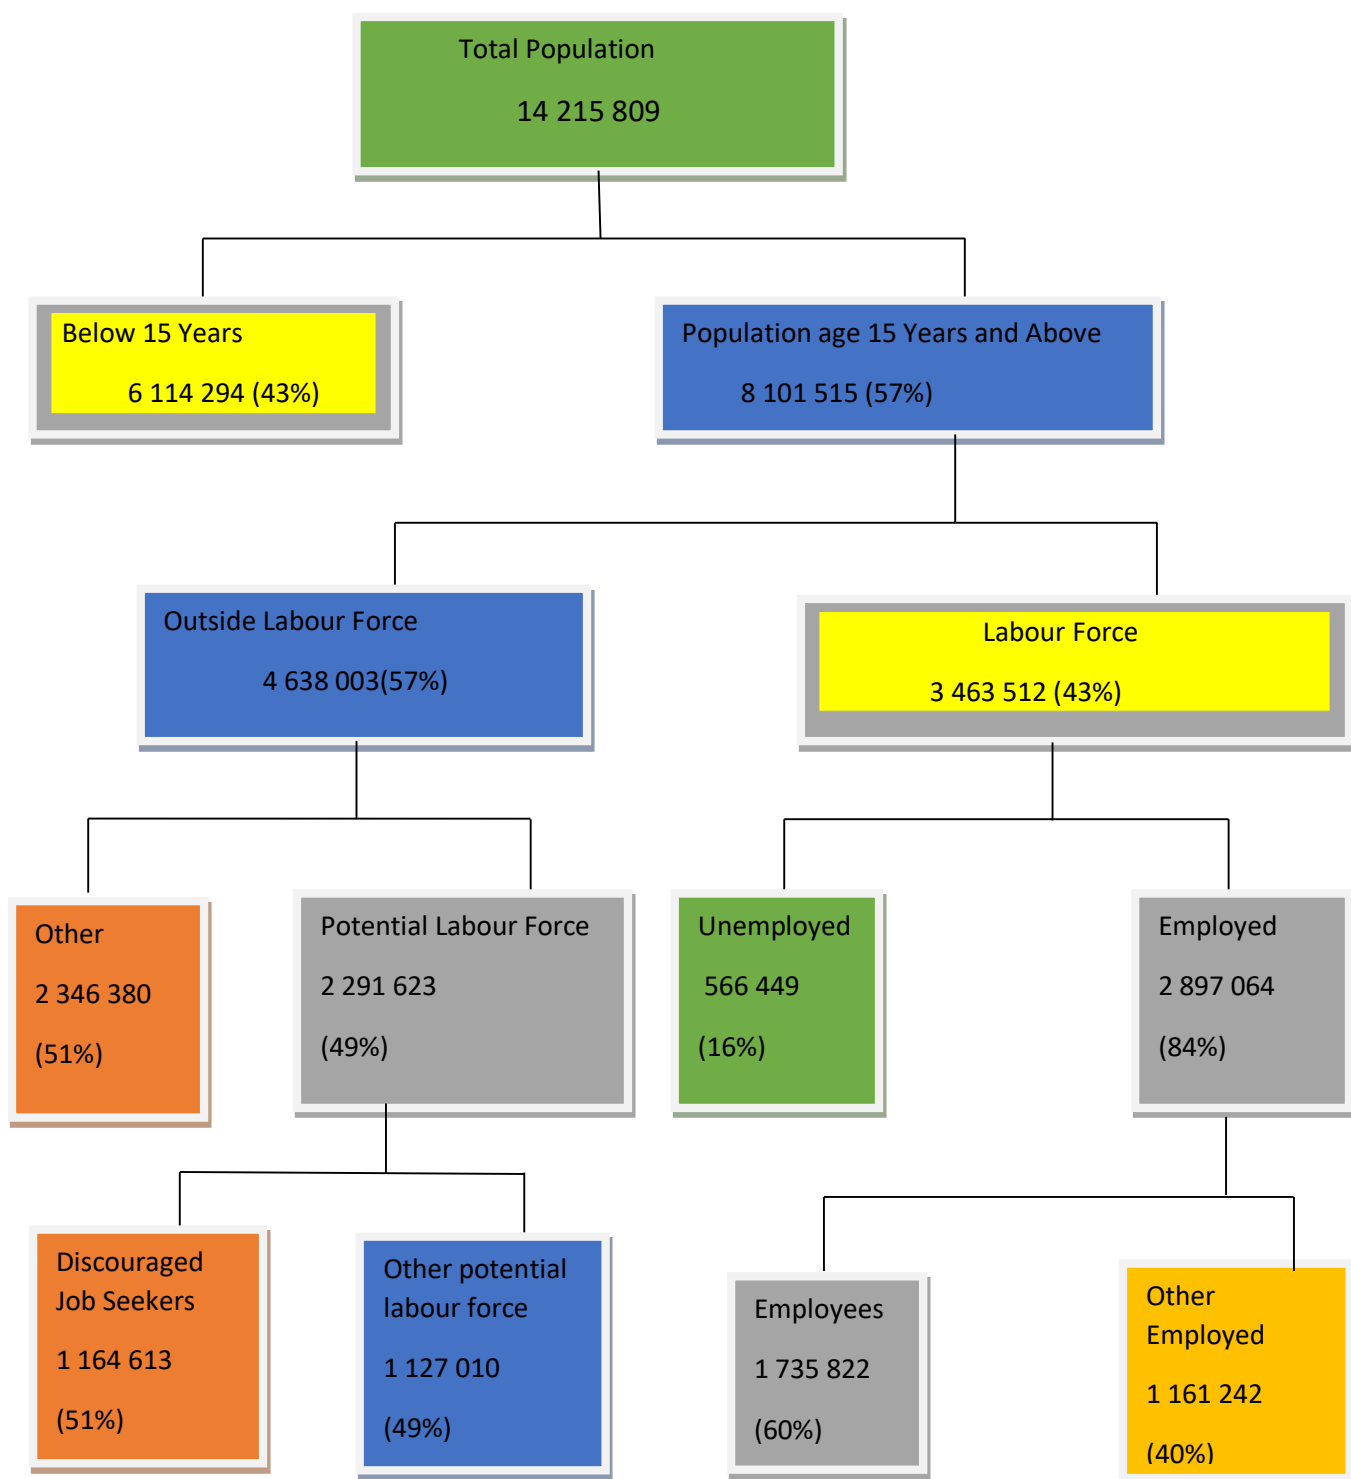 Total Population
14 215 809
Below 15 Years
6 114 294 (43%)
Population age 15 Years and Above
8 101 515 (57%)
Outside Labour Force
4 638 003(57%)
Labour Force
3 463 512 (43%)
Other
2 346 380
(51%)
Potential Labour Force
2 291 623
(49%)
Unemployed
566 449
(16%)
Employed
2 897 064
(84%)
Discouraged
Job Seekers
1 164 613
(51%)
Other potential
labour force
1 127 010
(49%)
Employees
1 735 822
(60%)
Other
Employed
1 161 242
(40%)